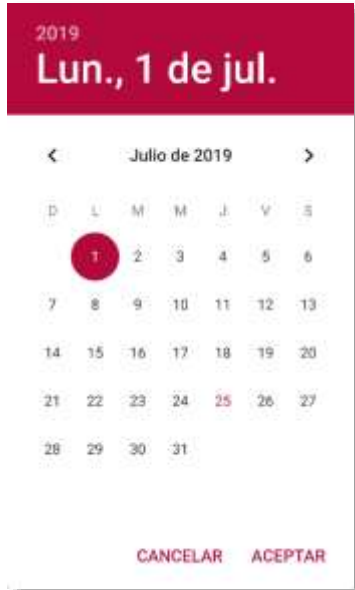 2019
Lun., 1 de jul.
Julio de 2019
D L M M J V S
1 2 3 4 5 6
7 8 9 10 11 12 13
14 15 16 17 18 19 20
21 22 23 24 25 26 27
28 29 30 31
CANCELAR ACEPTAR